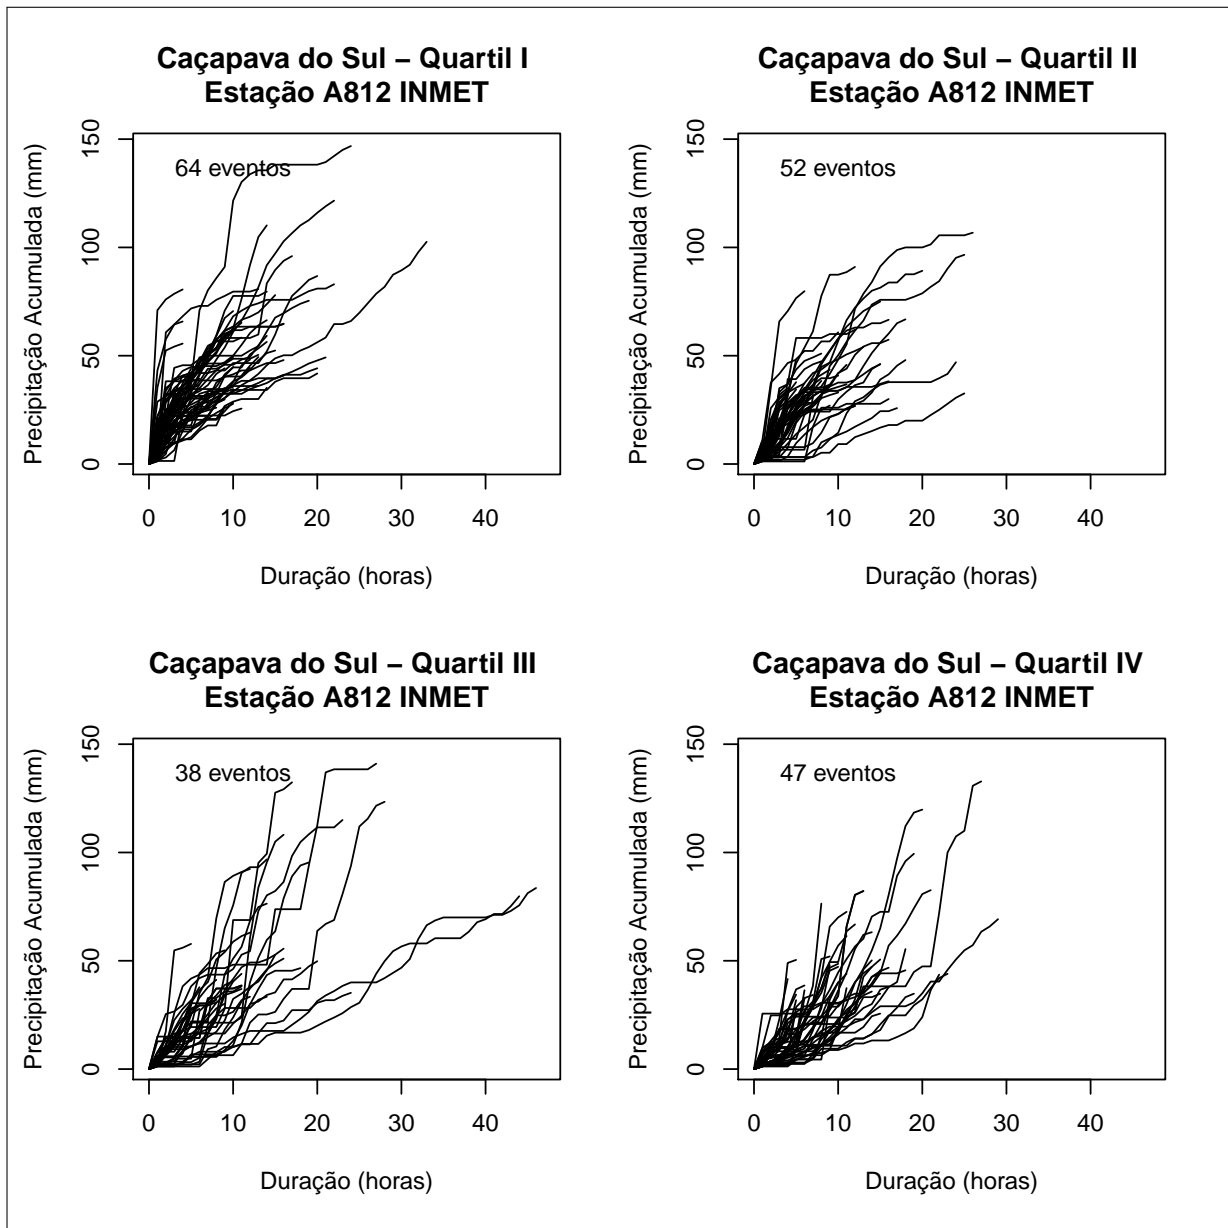 Caçapava do Sul – Quartil I
Estação A812 INMET
64 eventos
Precipitação Acumulada (mm)
0
50
100
150
0 10 20 30 40
Duração (horas)
Caçapava do Sul – Quartil II
Estação A812 INMET
52 eventos
Precipitação Acumulada (mm)
0
50
100
150
0 10 20 30 40
Duração (horas)
Caçapava do Sul – Quartil III
Estação A812 INMET
38 eventos
Precipitação Acumulada (mm)
0
50
100
150
0 10 20 30 40
Duração (horas)
Caçapava do Sul – Quartil IV
Estação A812 INMET
47 eventos
Precipitação Acumulada (mm)
0
50
100
150
0 10 20 30 40
Duração (horas)